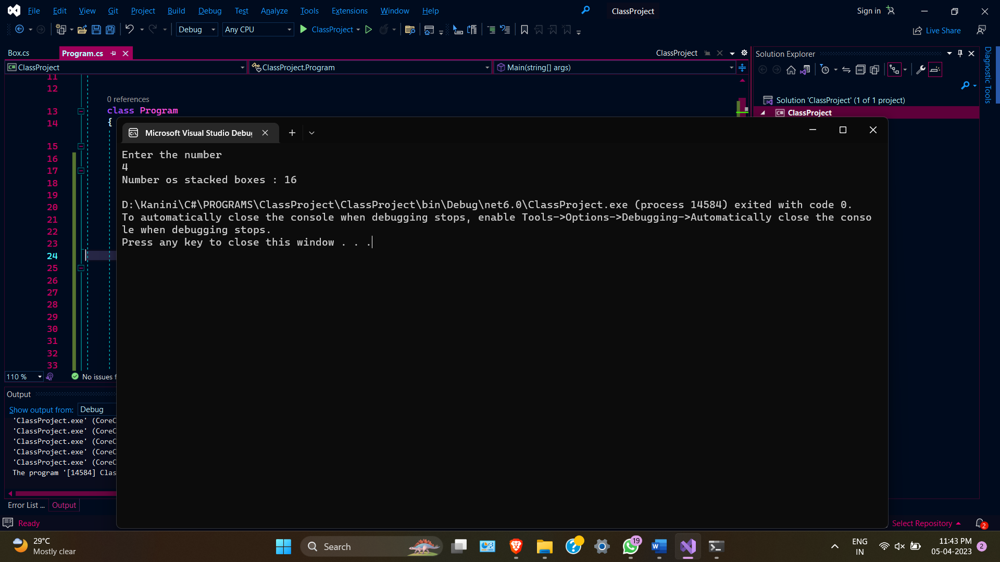 File Edit View Git Project Build Debug Test Analyze Tools Extensions Window Help ClassProject Sign in
Debug Any CPU ClassProject Live Share
Box.cs Program.cs ClassProject Solution Explorer
C# ClassProject ClassProject.Program Main(string[] args)
Diagnostic Tools
Solution 'ClassProject' (1 of 1 project)
C# ClassProject
11
12
0 references
13 class Program
14 {
15
16
17
18
19
20
21
22
23
24
25
26
27
28
29
30
31
32
33
Microsoft Visual Studio Debug
Enter the number
4
Number os stacked boxes : 16
D:\Kanini\C#\PROGRAMS\ClassProject\ClassProject\bin\Debug\net6.0\ClassProject.exe (process 14584) exited with code 0.
To automatically close the console when debugging stops, enable Tools->Options->Debugging->Automatically close the conso
le when debugging stops.
Press any key to close this window . . .
110 % No issues
Output
Show output from: Debug
'ClassProject.exe' (CoreC
'ClassProject.exe' (CoreC
'ClassProject.exe' (CoreC
'ClassProject.exe' (CoreC
'ClassProject.exe' (CoreC
The program '[14584] Clas
Error List ... Output
Ready Select Repository 2
29°C
Mostly clear
Search
19
ENG
IN
11:43 PM
05-04-2023
2